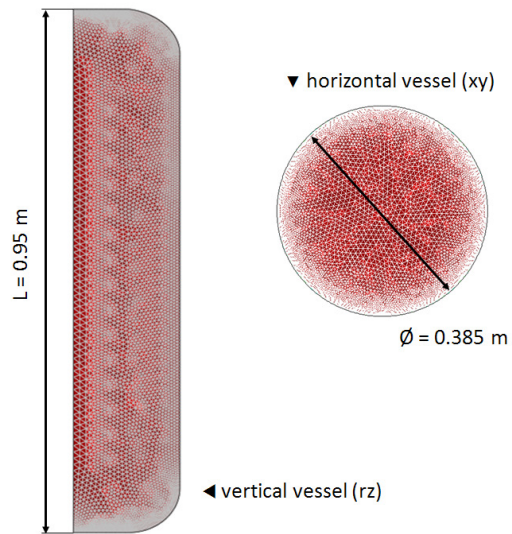 ▼ horizontal vessel (xy)
L = 0.95 m
Ø = 0.385 m
◄ vertical vessel (rz)